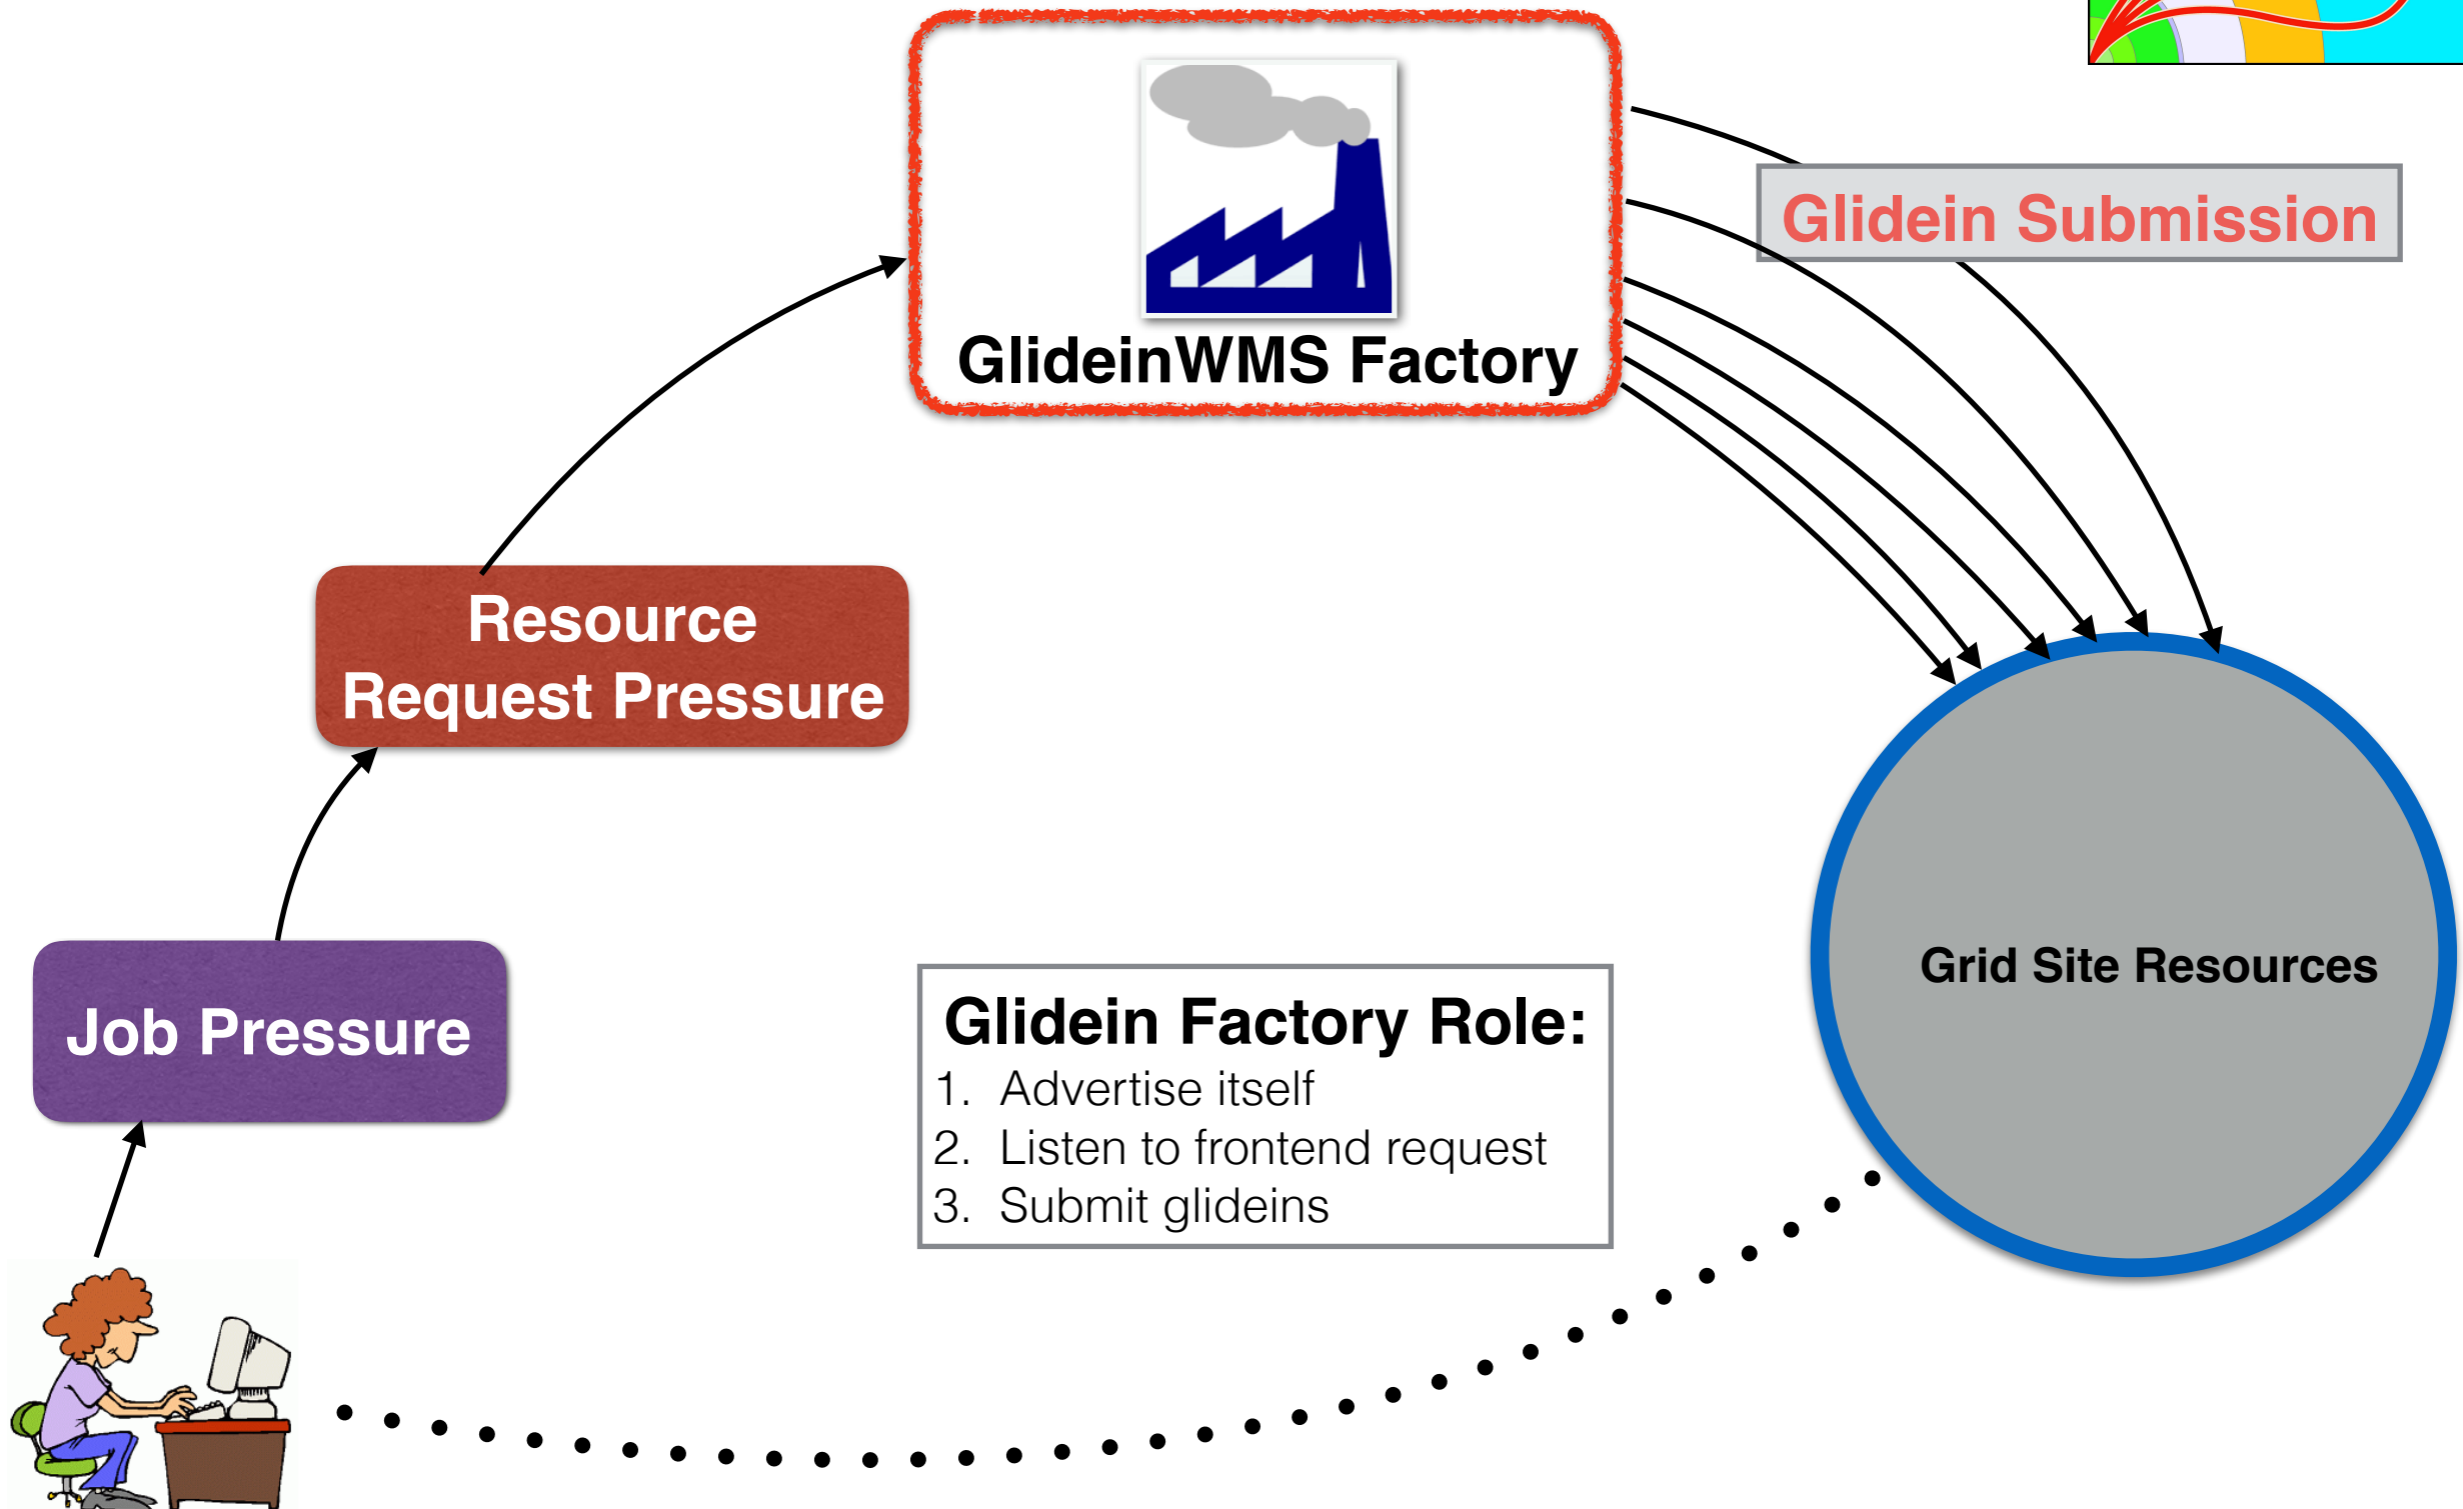 Glidein Submission
GlideinWMS Factory
Resource
Request Pressure
Job Pressure
Grid Site Resources
Glidein Factory Role:
1. Advertise itself
2. Listen to frontend request
3. Submit glideins